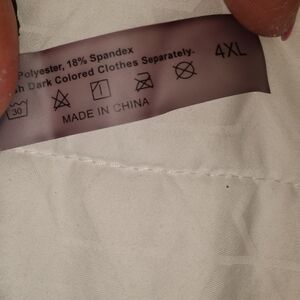 Polyester, 18% Spandex
Dark Colored Clothes Separately.
4XL
30
MADE IN CHINA